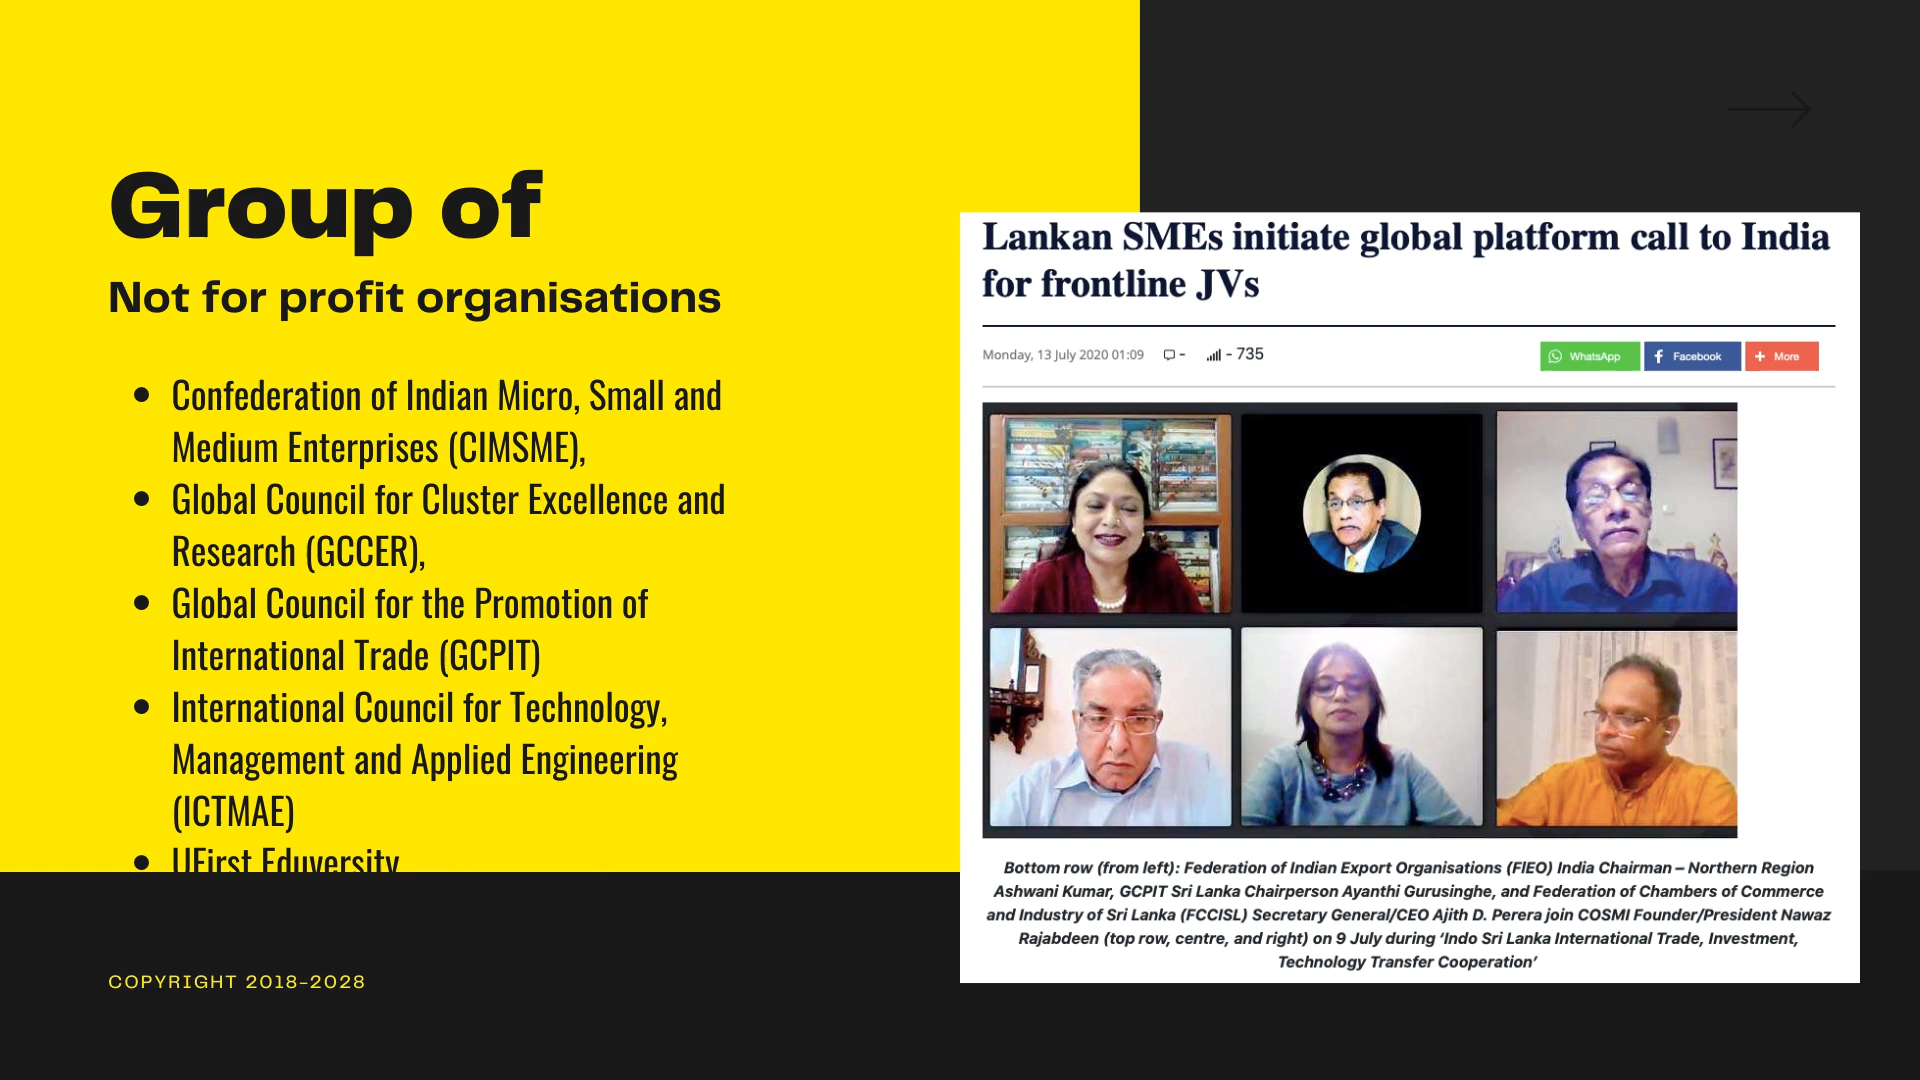 Group of
Not for profit organisations
Confederation of Indian Micro, Small and
Medium Enterprises (CIMSME),
Global Council for Cluster Excellence and
Research (GCCER),
Global Council for the Promotion of
International Trade (GCPIT)
International Council for Technology,
Management and Applied Engineering
(ICTMAE)
UFirst Eduversity
COPYRIGHT 2018-2028
Lankan SMEs initiate global platform call to India
for frontline JVs
Monday, 13 July 2020 01:09 - - 735
WhatsApp Facebook More
Bottom row (from left): Federation of Indian Export Organisations (FIEO) India Chairman – Northern Region
Ashwani Kumar, GCPIT Sri Lanka Chairperson Ayanthi Gurusinghe, and Federation of Chambers of Commerce
and Industry of Sri Lanka (FCCISL) Secretary General/CEO Ajith D. Perera join COSMI Founder/President Nawaz
Rajabdeen (top row, centre, and right) on 9 July during ‘Indo Sri Lanka International Trade, Investment,
Technology Transfer Cooperation’